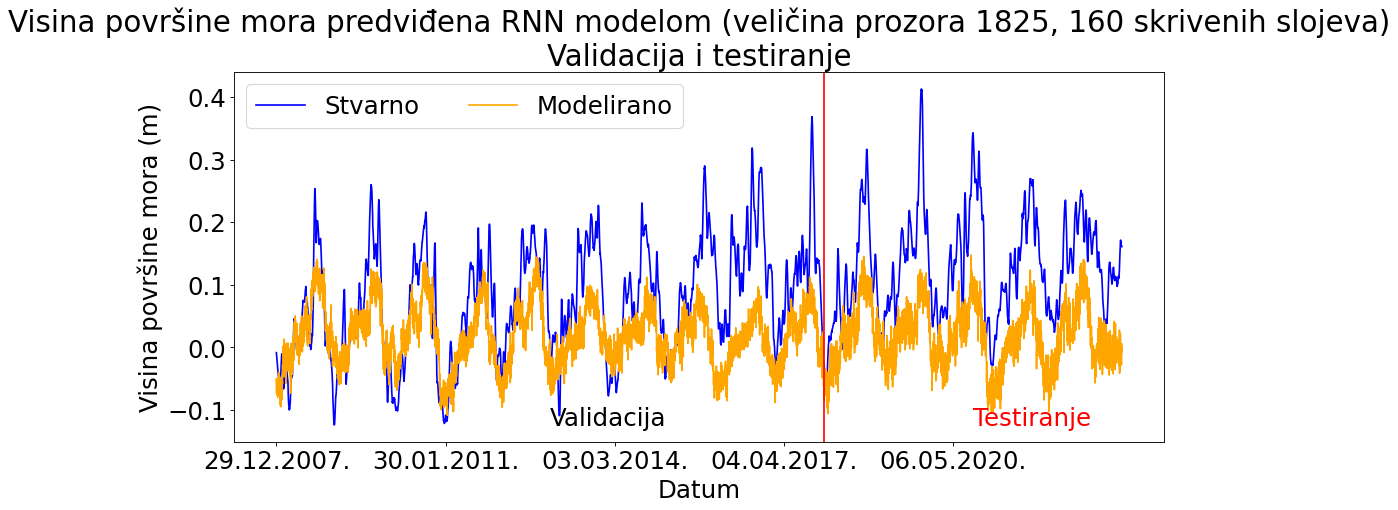 Visina površine mora predviđena RNN modelom (veličina prozora 1825, 160 skrivenih slojeva)
Validacija i testiranje
Stvarno
Modelirano
Visina površine mora (m)
0.4
0.3
0.2
0.1
0.0
−0.1
Validacija
Testiranje
29.12.2007.
30.01.2011.
03.03.2014.
04.04.2017.
06.05.2020.
Datum